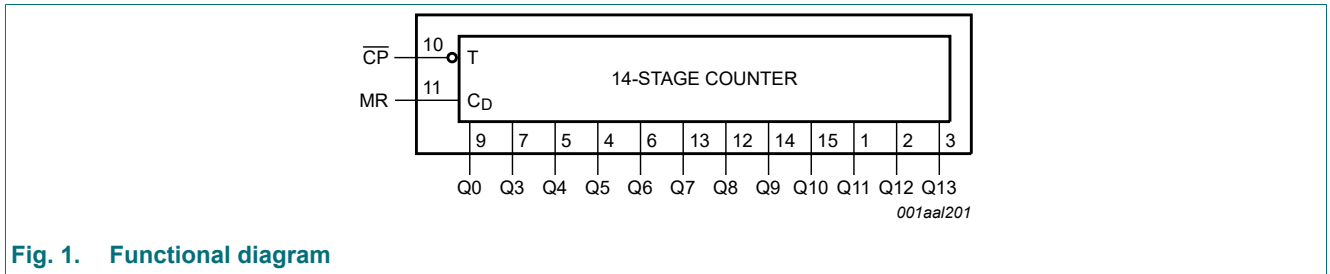 10
CP
T
14-STAGE COUNTER
11
MR
CD
9 7 5 4 6 13 12 14 15 1 2 3
Q0 Q3 Q4 Q5 Q6 Q7 Q8 Q9 Q10 Q11 Q12 Q13
001aal201
Fig. 1. Functional diagram